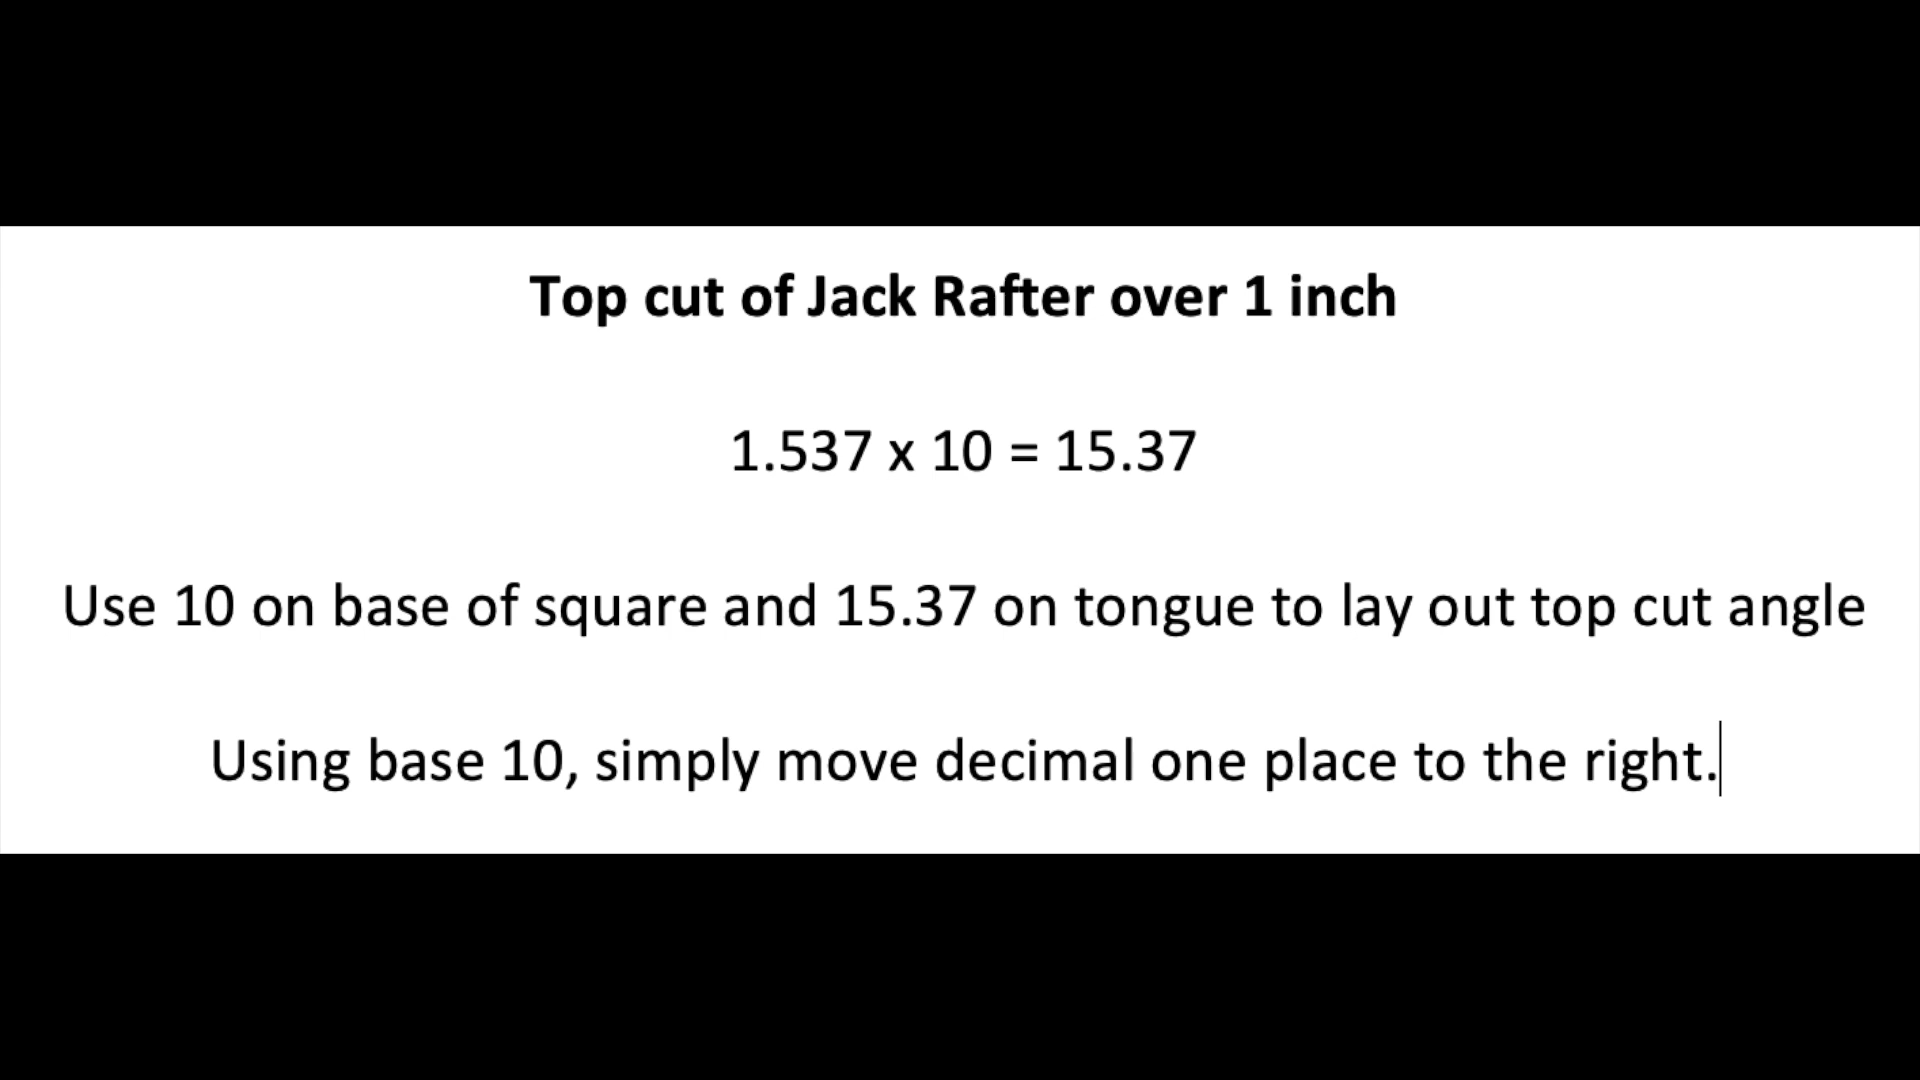 Top cut of Jack Rafter over 1 inch
1.537 x 10 = 15.37
Use 10 on base of square and 15.37 on tongue to lay out top cut angle
Using base 10, simply move decimal one place to the right.